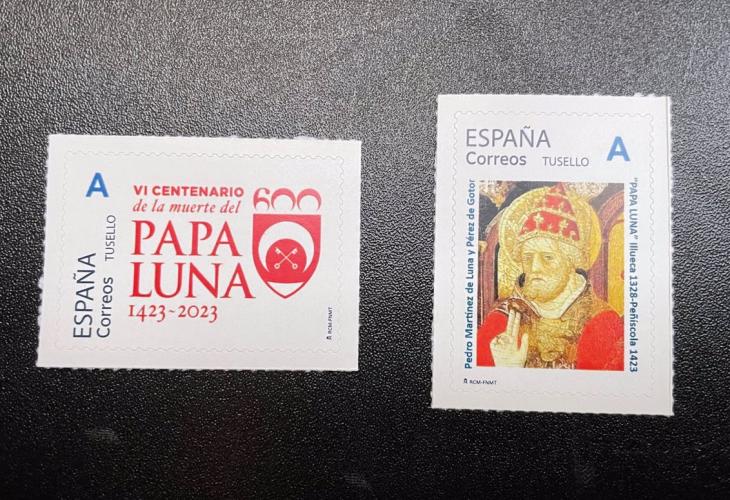 A
ESPAÑA
Correos TUSELLO
VI CENTENARIO
de la muerte del
PAPA
LUNA
1423-2023
600
RCM-FNMT
ESPAÑA
Correos TUSELLO
A
Pedro Martínez de Luna y Pérez de Gotor
"PAPA LUNA" Illueca 1328-Peñíscola 1423
RCM-FNMT